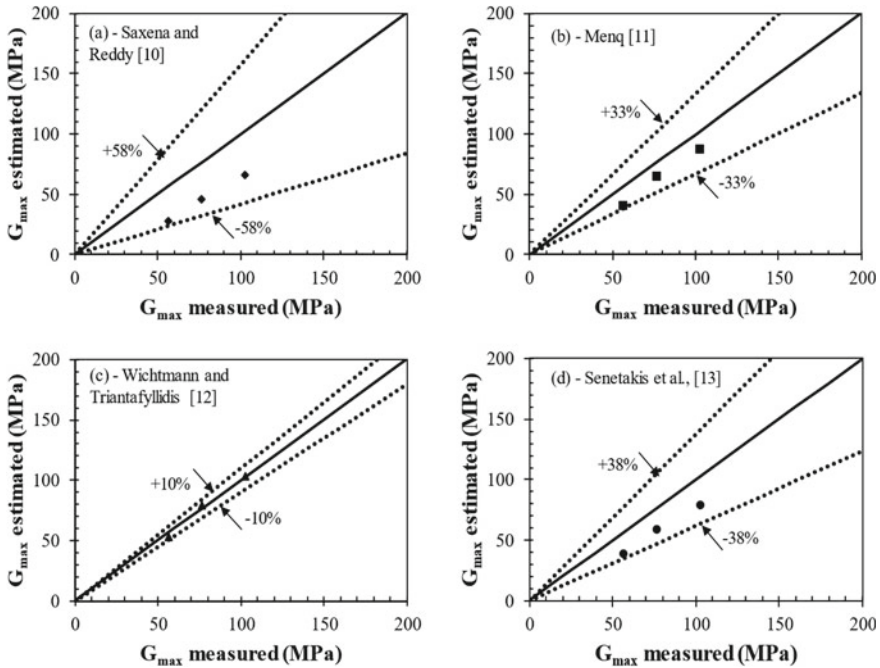 200
150
100
50
0
G_max estimated (MPa)
(a) - Saxena and
Reddy [10]
+58%
-58%
0 50 100 150 200
G_max measured (MPa)
200
150
100
50
0
G_max estimated (MPa)
(b) - Menq [11]
+33%
-33%
0 50 100 150 200
G_max measured (MPa)
200
150
100
50
0
G_max estimated (MPa)
(c) - Wichtmann and
Triantafyllidis [12]
+10%
-10%
0 50 100 150 200
G_max measured (MPa)
200
150
100
50
0
G_max estimated (MPa)
(d) - Senetakis et al., [13]
+38%
-38%
0 50 100 150 200
G_max measured (MPa)